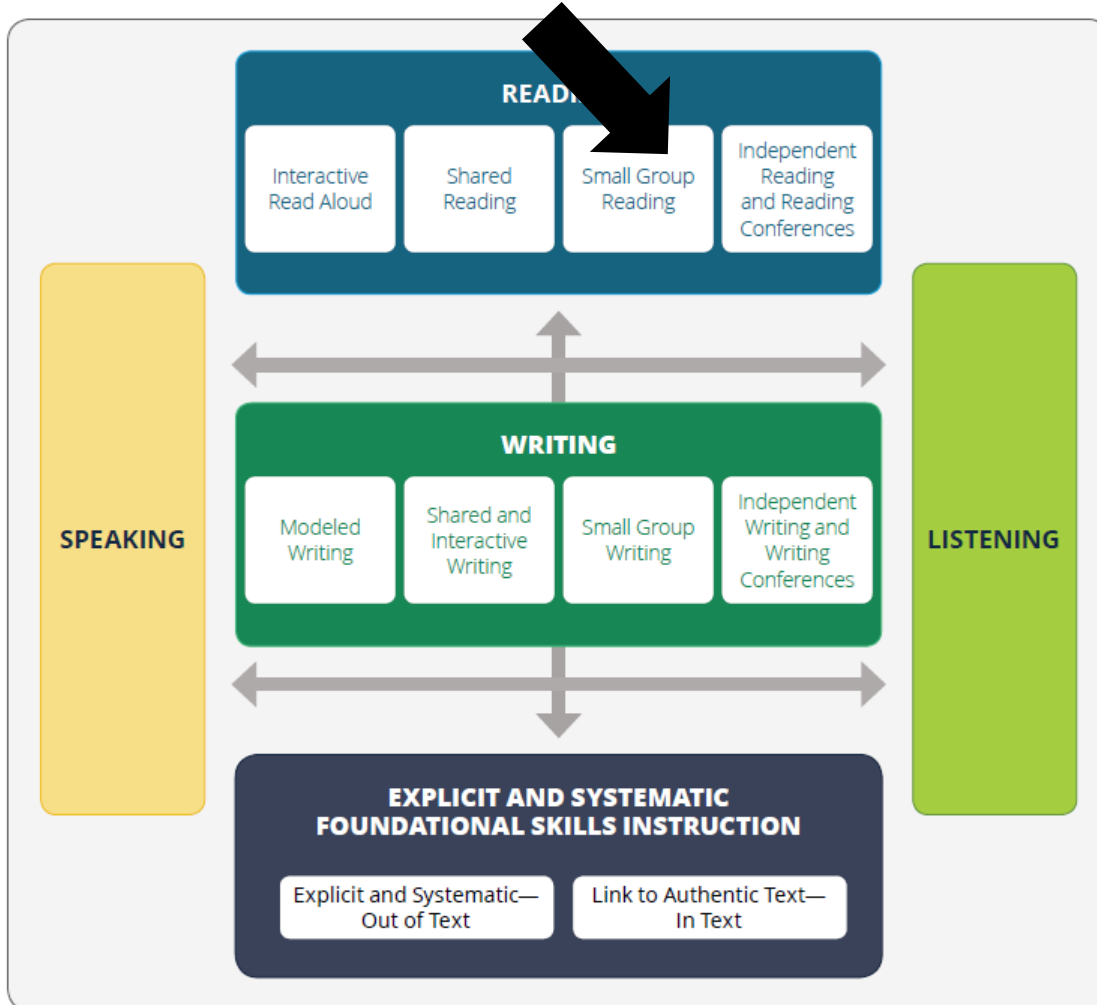 READI
Interactive
Read Aloud
Shared
Reading
Small Group
Reading
Independent
Reading
and Reading
Conferences
SPEAKING
WRITING
Modeled
Writing
Shared and
Interactive
Writing
Small Group
Writing
Independent
Writing and
Writing
Conferences
LISTENING
EXPLICIT AND SYSTEMATIC
FOUNDATIONAL SKILLS INSTRUCTION
Explicit and Systematic—
Out of Text
Link to Authentic Text—
In Text